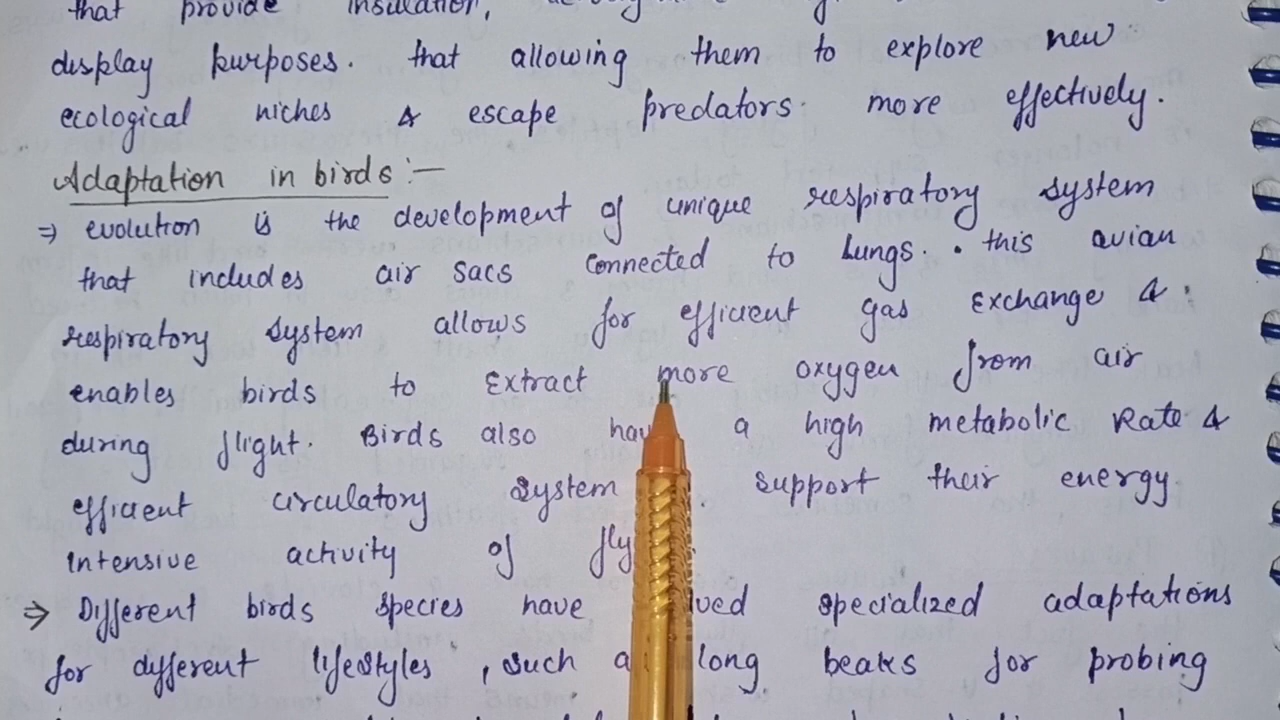 that provide insulation,
display purposes. that allowing them to explore new
ecological niches & escape predators. more effectively.
Adaptation in birds :—
⇒ evolution is the development of unique respiratory system
that includes air sacs connected to Lungs. . this avian
respiratory system allows for efficient gas exchange &
enables birds to extract more oxygen from air
during flight. Birds also a high metabolic Rate &
efficient circulatory system support their energy
intensive activity of
⇒ Different birds species have specialized adaptations
for different lifestyles , such long beaks for probing